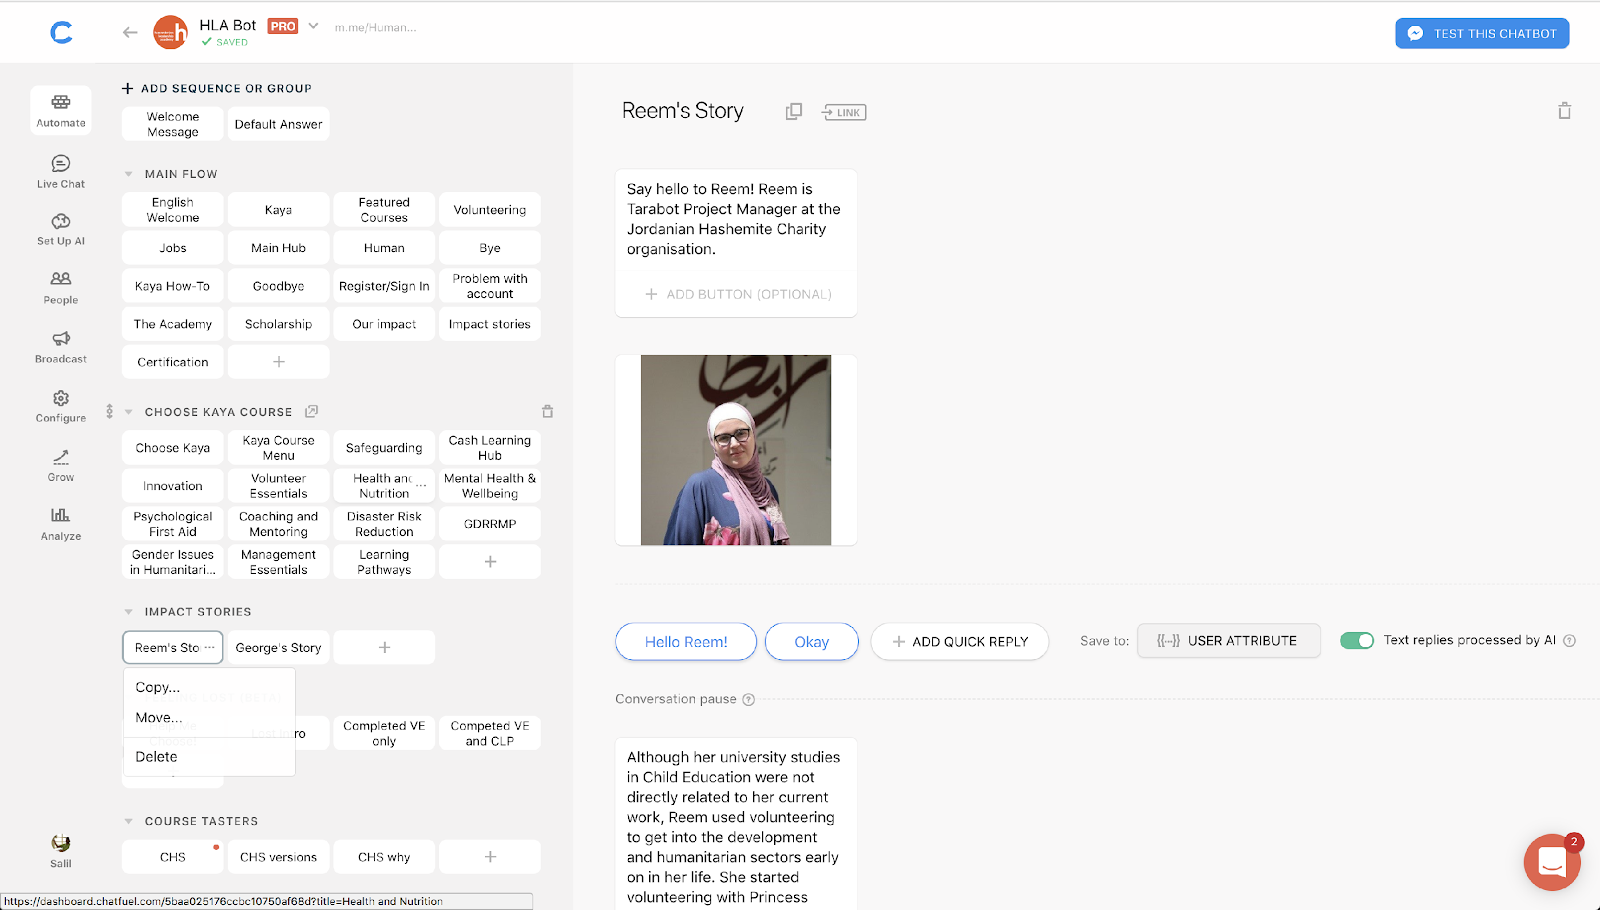 HLA Bot PRO
m.me/Human...
SAVED
TEST THIS CHATBOT
Automate
Live Chat
Set Up AI
People
Broadcast
Configure
Grow
Analyze
Salil
ADD SEQUENCE OR GROUP
Welcome
Message
Default Answer
MAIN FLOW
English
Welcome
Kaya
Featured
Courses
Volunteering
Jobs
Main Hub
Human
Bye
Kaya How-To
Goodbye
Register/Sign In
Problem with
account
The Academy
Scholarship
Our impact
Impact stories
Certification
CHOOSE KAYA COURSE
Choose Kaya
Kaya Course
Menu
Safeguarding
Cash Learning
Hub
Innovation
Volunteer
Essentials
Health and
Nutrition
...
Mental Health &
Wellbeing
Psychological
First Aid
Coaching and
Mentoring
Disaster Risk
Reduction
GDRRMP
Gender Issues
in Humanitari...
Management
Essentials
Learning
Pathways
IMPACT STORIES
Reem's Sto ...
George's Story
Copy...
Move...
Delete
Completed VE
only
Competed VE
and CLP
COURSE TASTERS
CHS
CHS versions
CHS why
https://dashboard.chatfuel.com/5baa025176ccbc10750af68d?title=Health and Nutrition
Reem's Story
LINK
Say hello to Reem! Reem is
Tarabot Project Manager at the
Jordanian Hashemite Charity
organisation.
ADD BUTTON (OPTIONAL)
Hello Reem!
Okay
ADD QUICK REPLY
Save to:
{{...}} USER ATTRIBUTE
Text replies processed by AI ?
Conversation pause ?
Although her university studies
in Child Education were not
directly related to her current
work, Reem used volunteering
to get into the development
and humanitarian sectors early
on in her life. She started
volunteering with Princess
2